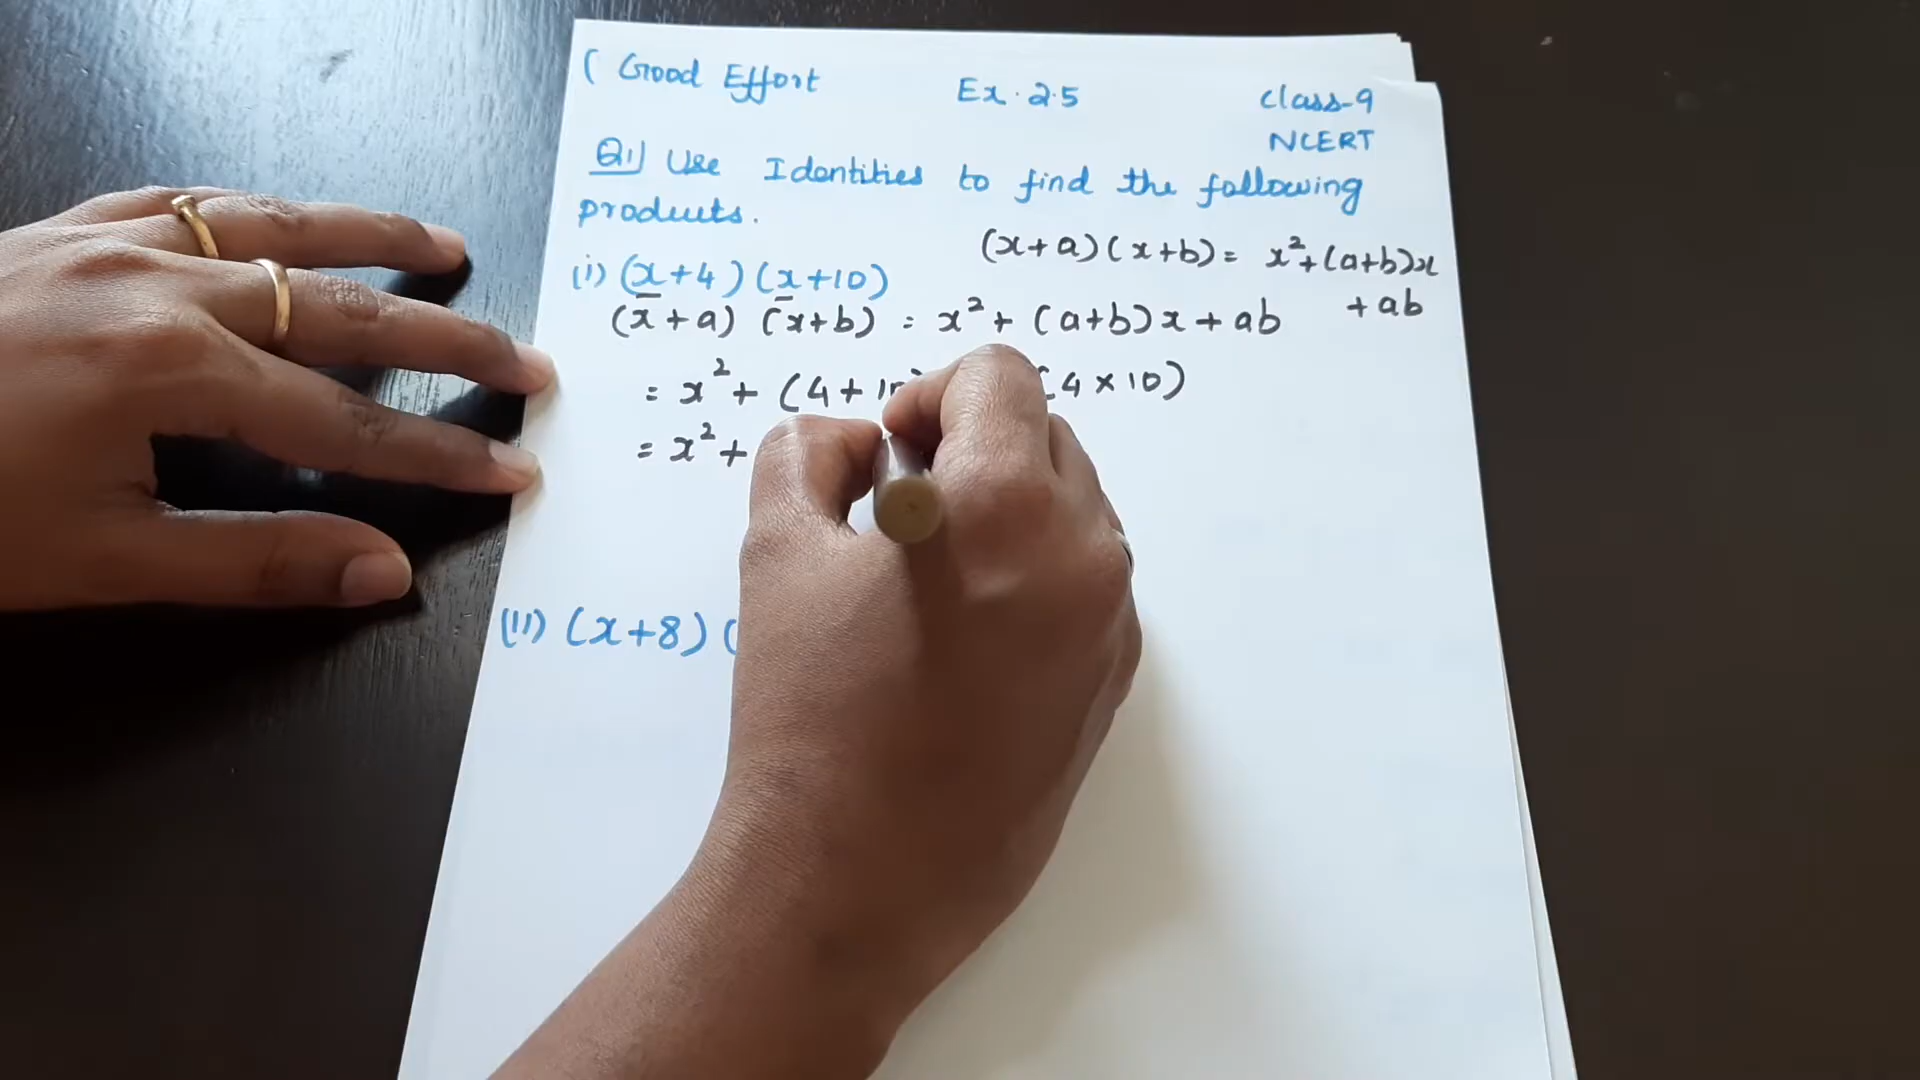 ( Good Effort Ex. 2.5 Class-9
NCERT
Q1) Use Identities to find the following
products.
(x+a)(x+b) = x²+(a+b)x
+ ab
(i) (x+4)(x+10)
(x+a) (x+b) = x² + (a+b)x + ab
= x² + (4+ (4×10)
= x² +
(ii) (x+8) (